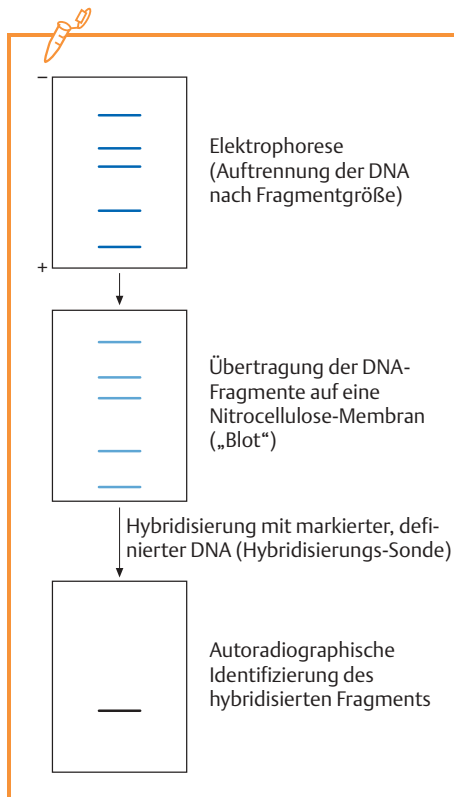 –
Elektrophorese
(Auftrennung der DNA
nach Fragmentgröße)
+
Übertragung der DNA-
Fragmente auf eine
Nitrocellulose-Membran
(„Blot“)
Hybridisierung mit markierter, defi-
nierter DNA (Hybridisierungs-Sonde)
Autoradiographische
Identifizierung des
hybridisierten Fragments